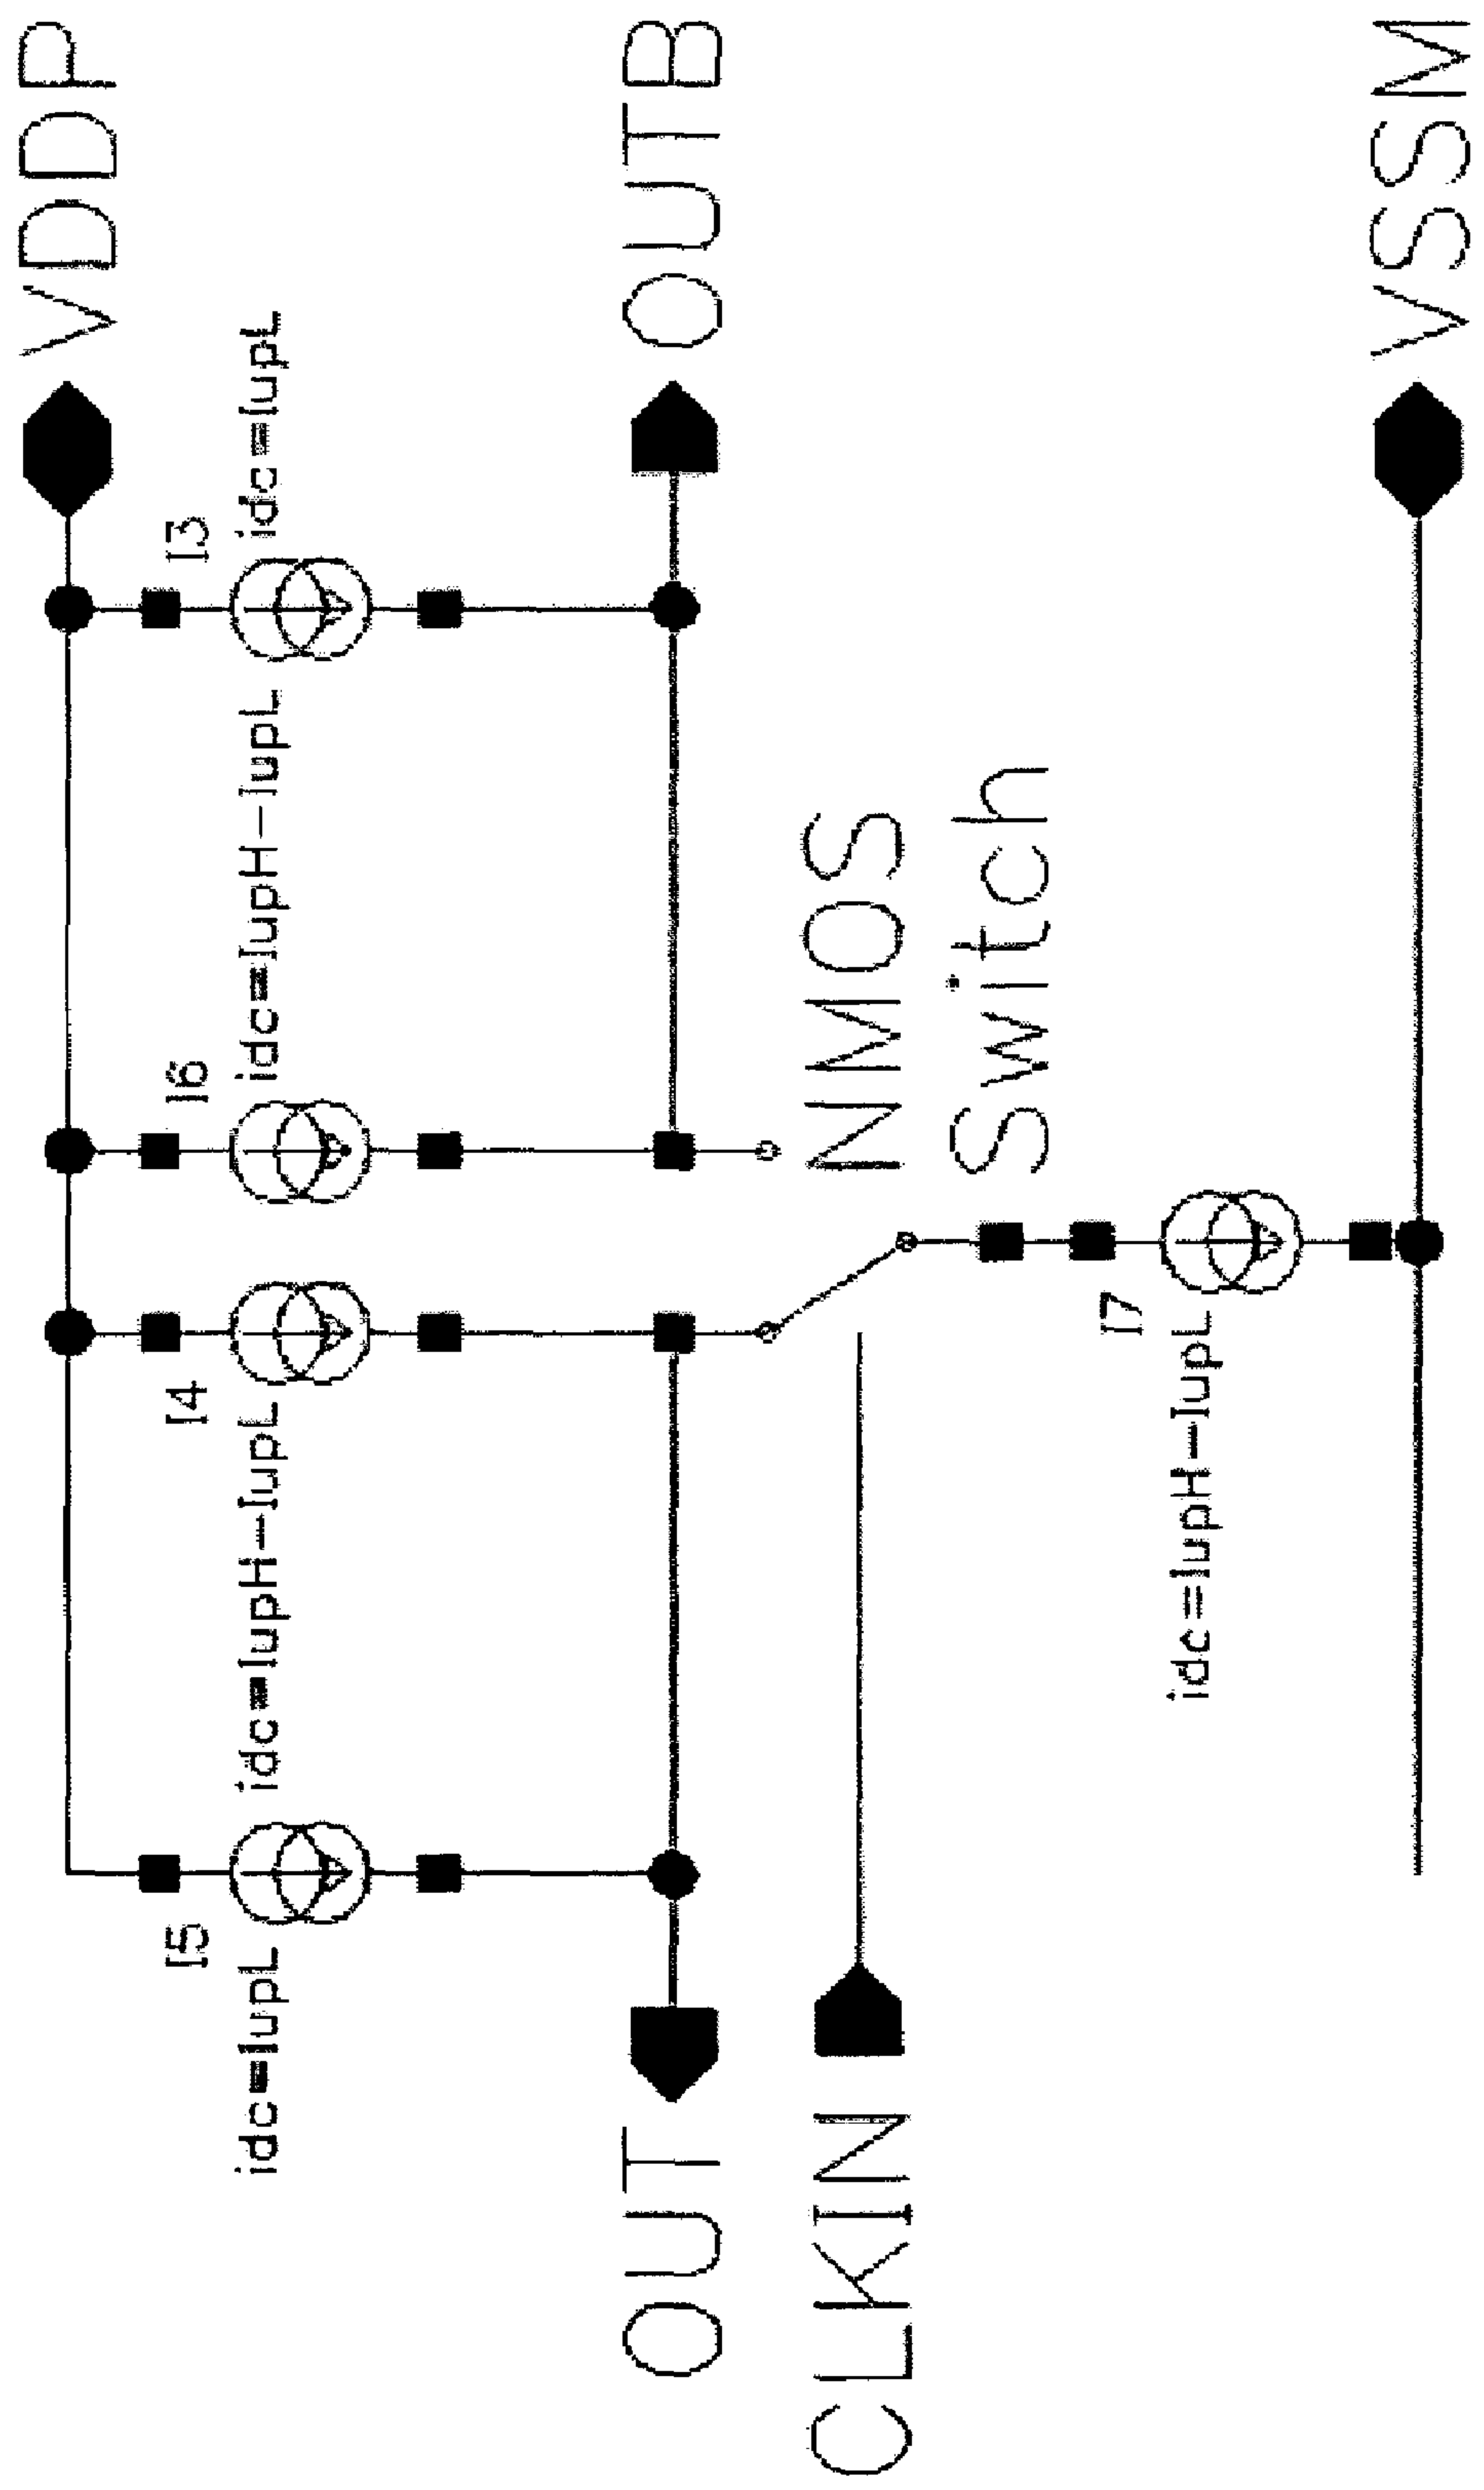 VDDP
I5 I4 I6 I3
idc=IupL idc=IupH-IupL idc=IupH-IupL idc=IupL
OUT OUTB
CLKIN NMOS
Switch
I7
idc=IupH-IupL
VSSM